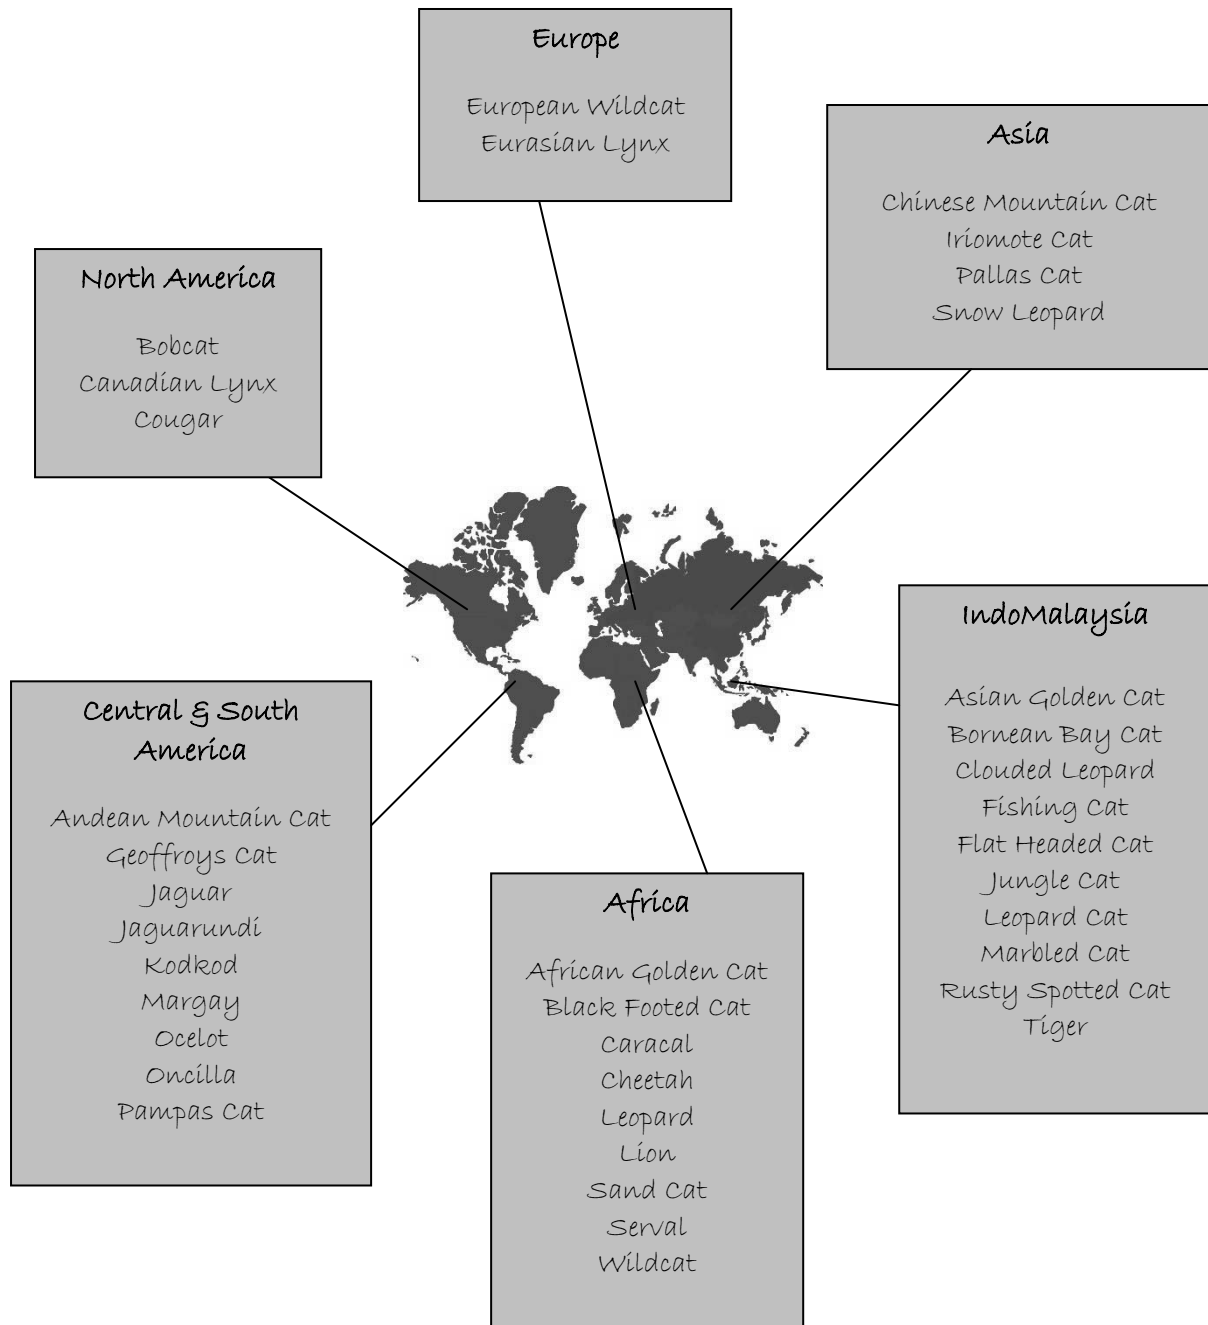 Europe
European Wildcat
Eurasian Lynx
Asia
Chinese Mountain Cat
Iriomote Cat
Pallas Cat
Snow Leopard
North America
Bobcat
Canadian Lynx
Cougar
IndoMalaysia
Asian Golden Cat
Bornean Bay Cat
Clouded Leopard
Fishing Cat
Flat Headed Cat
Jungle Cat
Leopard Cat
Marbled Cat
Rusty Spotted Cat
Tiger
Central & South
America
Andean Mountain Cat
Geoffroys Cat
Jaguar
Jaguarundi
Kodkod
Margay
Ocelot
Oncilla
Pampas Cat
Africa
African Golden Cat
Black Footed Cat
Caracal
Cheetah
Leopard
Lion
Sand Cat
Serval
Wildcat